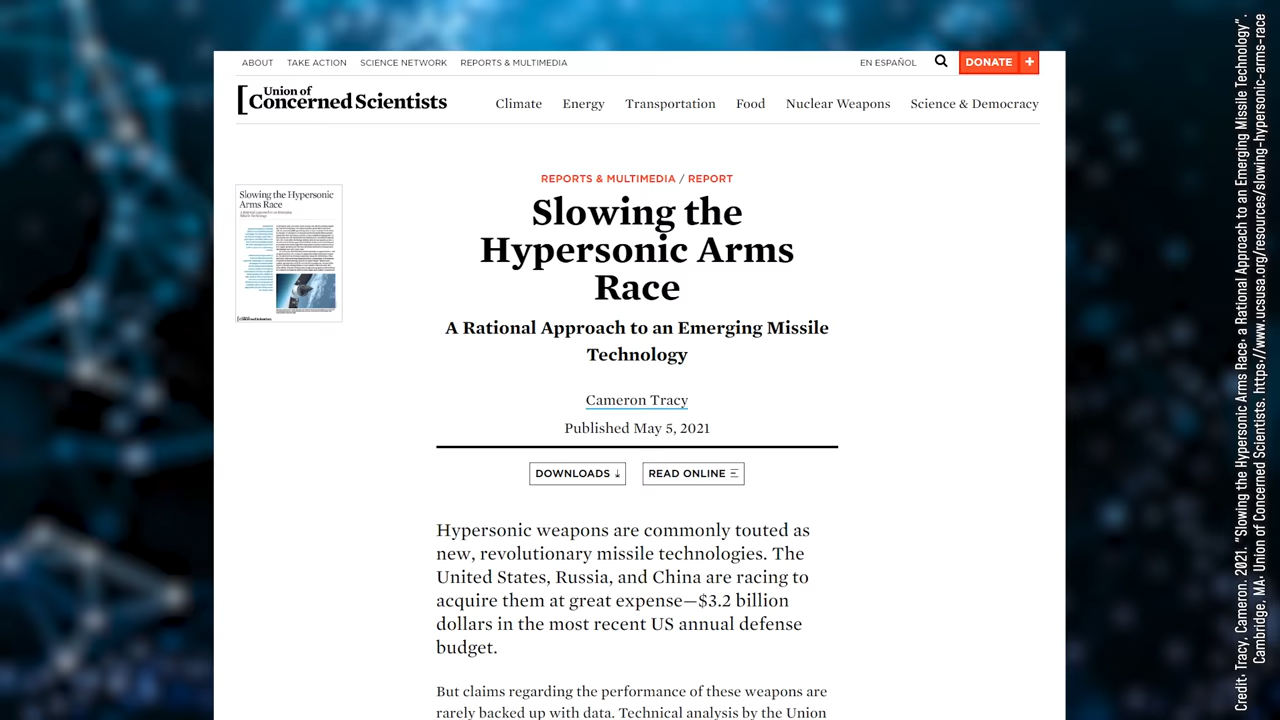 ABOUT TAKE ACTION SCIENCE NETWORK REPORTS & MULTIMEDIA EN ESPAÑOL DONATE +
Union of
Concerned Scientists
Climate Energy Transportation Food Nuclear Weapons Science & Democracy
Slowing the Hypersonic
Arms Race
REPORTS & MULTIMEDIA / REPORT
Slowing the
Hypersonic Arms
Race
A Rational Approach to an Emerging Missile
Technology
Cameron Tracy
Published May 5, 2021
DOWNLOADS ↓ READ ONLINE
Hypersonic weapons are commonly touted as
new, revolutionary missile technologies. The
United States, Russia, and China are racing to
acquire them at great expense—$3.2 billion
dollars in the most recent US annual defense
budget.
But claims regarding the performance of these weapons are
rarely backed up with data. Technical analysis by the Union
Credit: Tracy, Cameron. 2021. "Slowing the Hypersonic Arms Race: a Rational Approach to an Emerging Missile Technology".
Cambridge, MA: Union of Concerned Scientists. https://www.ucsusa.org/resources/slowing-hypersonic-arms-race